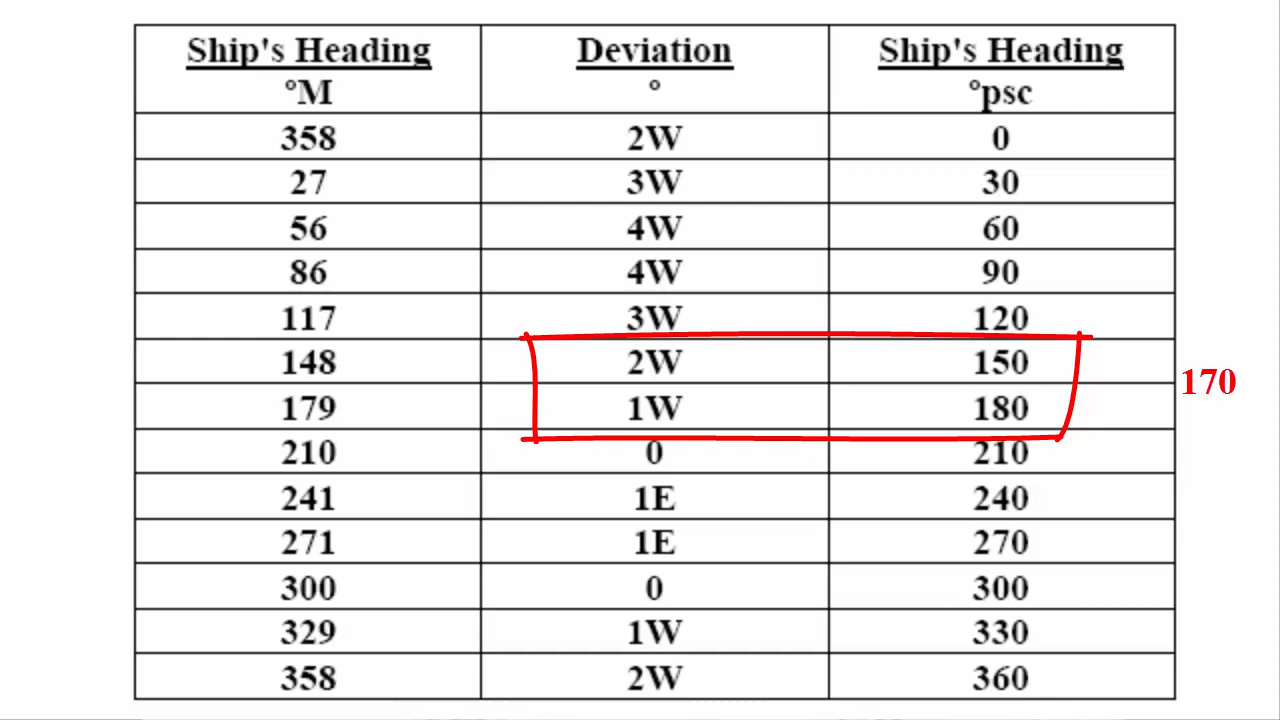 Ship's Heading Deviation Ship's Heading
°M ° °psc
358 2W 0
27 3W 30
56 4W 60
86 4W 90
117 3W 120
148 2W 150
170
179 1W 180
210 0 210
241 1E 240
271 1E 270
300 0 300
329 1W 330
358 2W 360